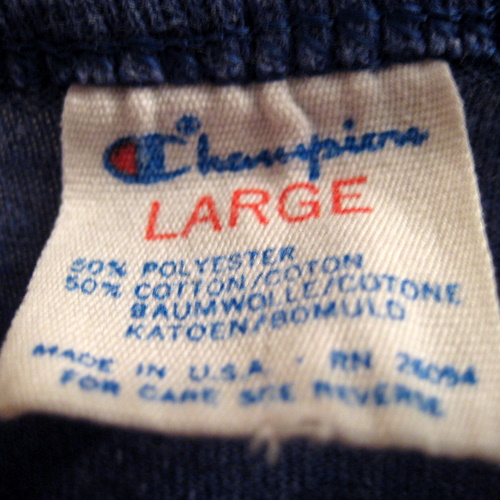 Champion®
LARGE
50% POLYESTER
50% COTTON/COTON
BAUMWOLLE/COTONE
KATOEN/BOMULD
MADE IN U.S.A. · RN 26094
FOR CARE SEE REVERSE